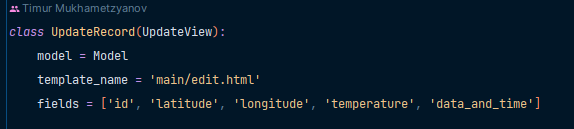 Timur Mukhametzyanov
class UpdateRecord(UpdateView):
    model = Model
    template_name = 'main/edit.html'
    fields = ['id', 'latitude', 'longitude', 'temperature', 'data_and_time']